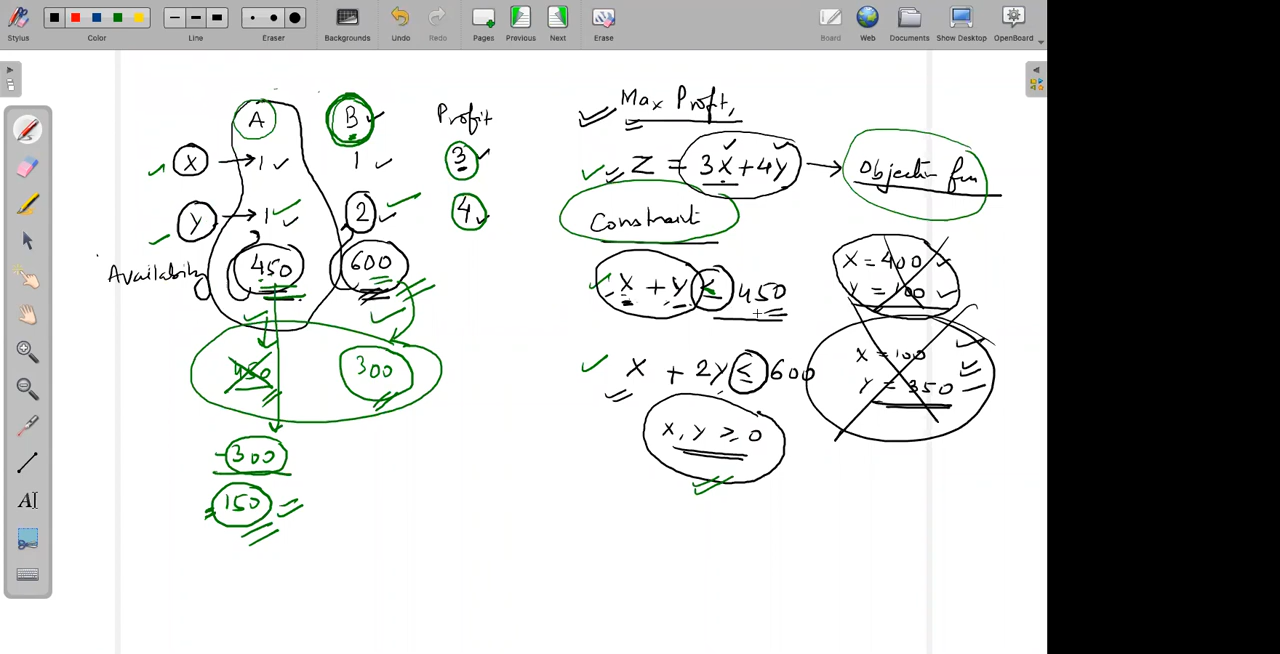 Stylus Color Line Eraser Backgrounds Undo Redo Pages Previous Next Erase Board Web Documents Show Desktop OpenBoard
A B Profit
X → 1 1 3
Y → 1 2 4
Availability 450 600
450 300
-300
150
Max Profit,
Z = 3X + 4Y → Objective fun
Constraint
X + Y ≤ 450
X + 2Y ≤ 600
X, Y ≥ 0
X = 400
Y = 100
X = 100
Y = 350